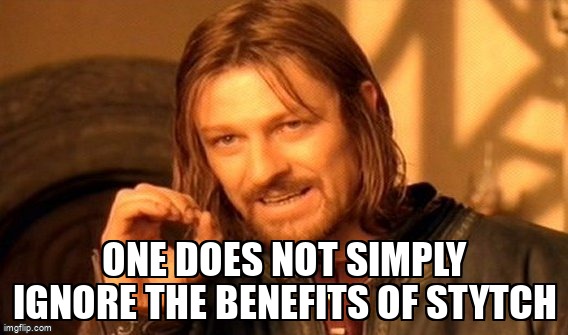 ONE DOES NOT SIMPLY
IGNORE THE BENEFITS OF STYTCH
imgflip.com